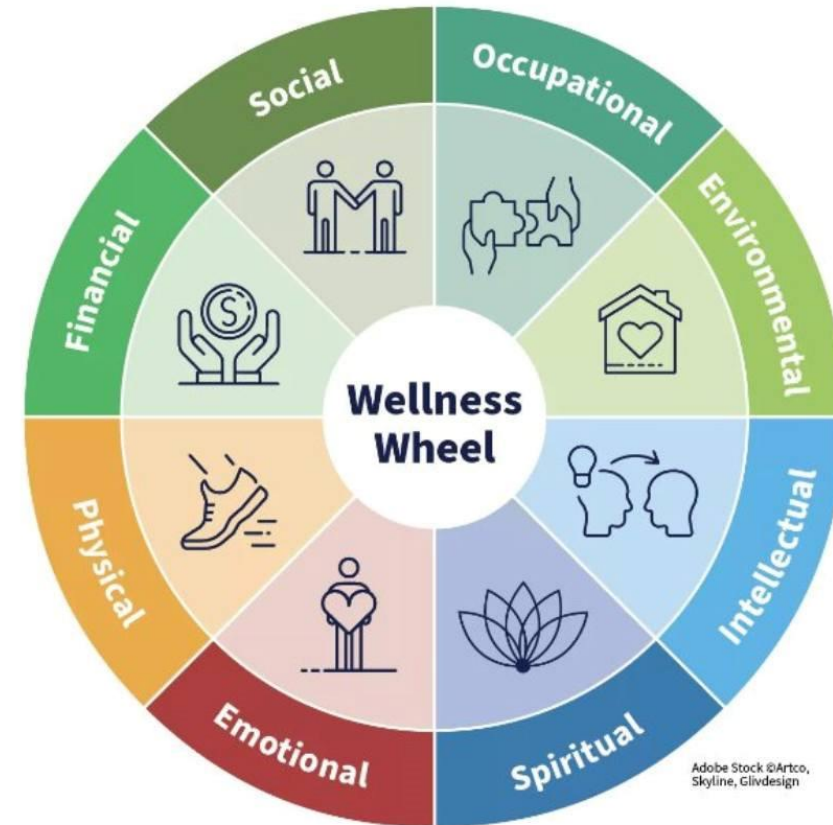 Social
Occupational
Environmental
Intellectual
Spiritual
Emotional
Physical
Financial
S
Wellness
Wheel
Adobe Stock ©Artco,
Skyline, Glivdesign